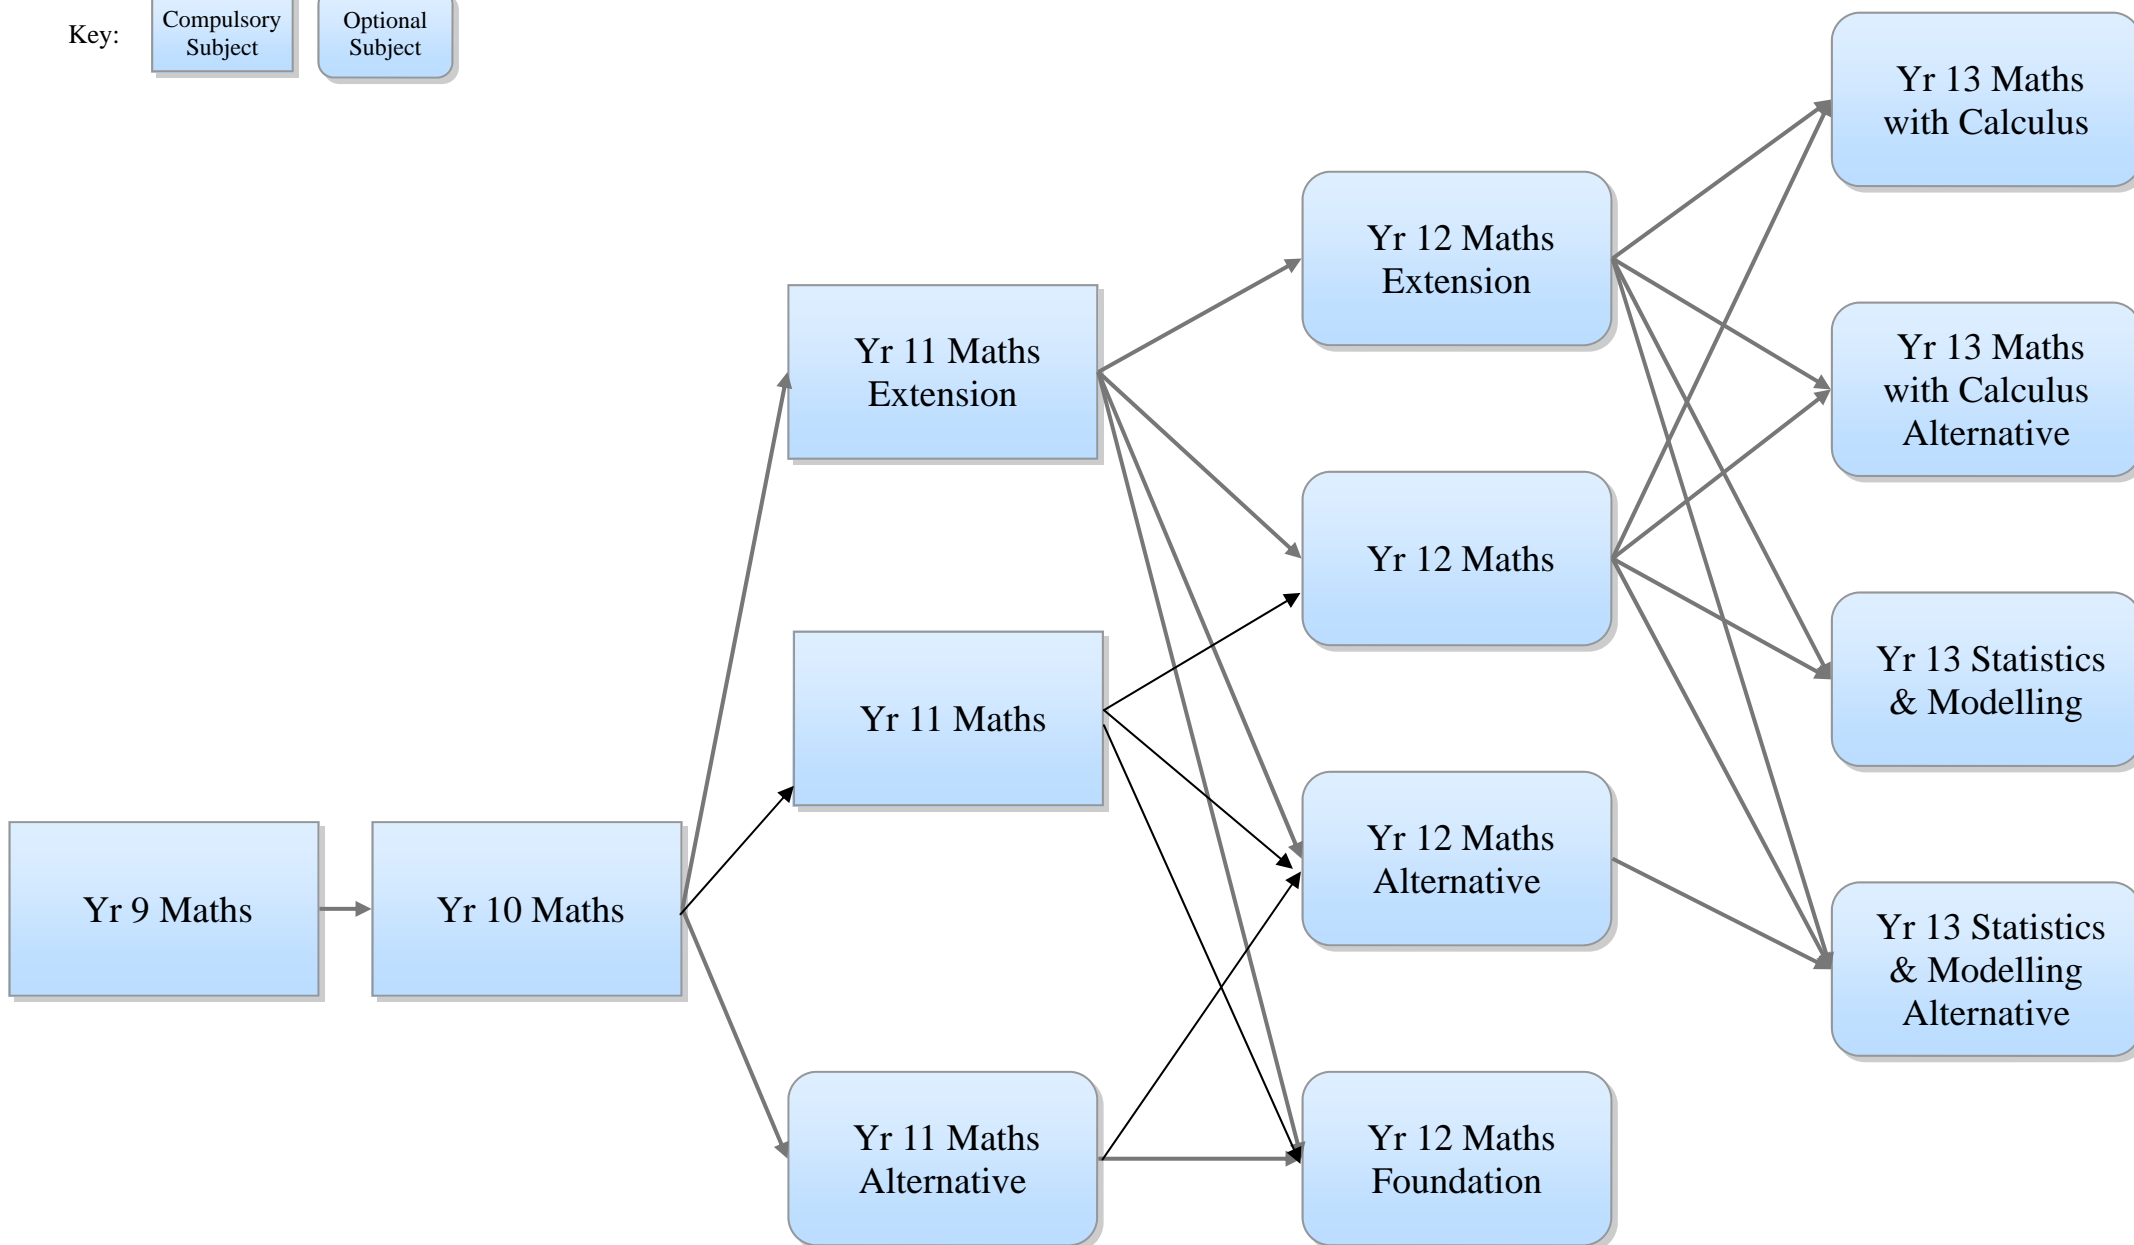 Key:
Compulsory
Subject
Optional
Subject
Yr 9 Maths
Yr 10 Maths
Yr 11 Maths
Extension
Yr 11 Maths
Yr 11 Maths
Alternative
Yr 12 Maths
Extension
Yr 12 Maths
Yr 12 Maths
Alternative
Yr 12 Maths
Foundation
Yr 13 Maths
with Calculus
Yr 13 Maths
with Calculus
Alternative
Yr 13 Statistics
& Modelling
Yr 13 Statistics
& Modelling
Alternative